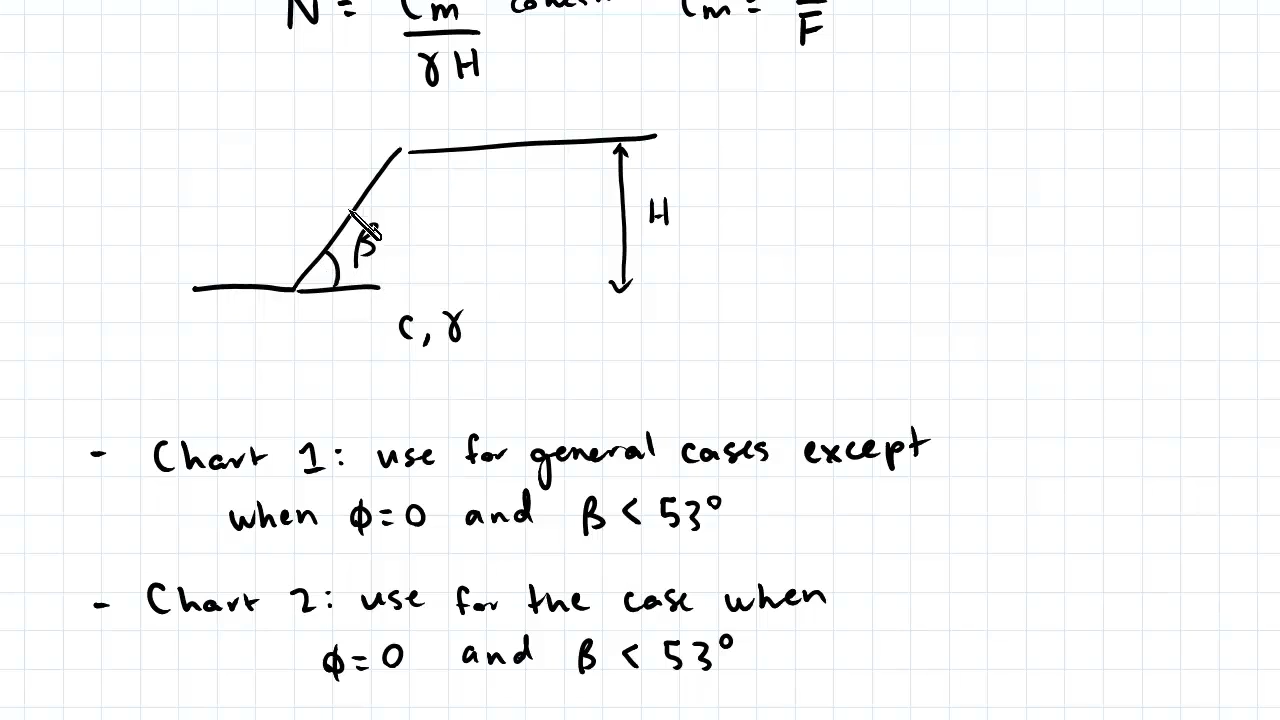 N = Cm
Cm = 
F
γH
H
β
c, γ
- Chart 1: use for general cases except
when ϕ=0 and β < 53°
- Chart 2: use for the case when
ϕ=0 and β < 53°